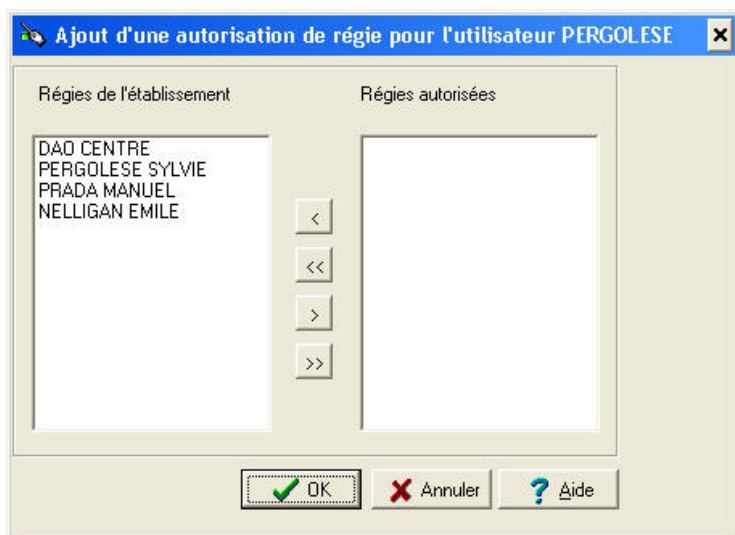 Ajout d'une autorisation de régie pour l'utilisateur PERGOLESE
Régies de l'établissement
Régies autorisées
DAO CENTRE
PERGOLESE SYLVIE
PRADA MANUEL
NELLIGAN EMILE
<
<<
>
>>
OK
Annuler
? Aide